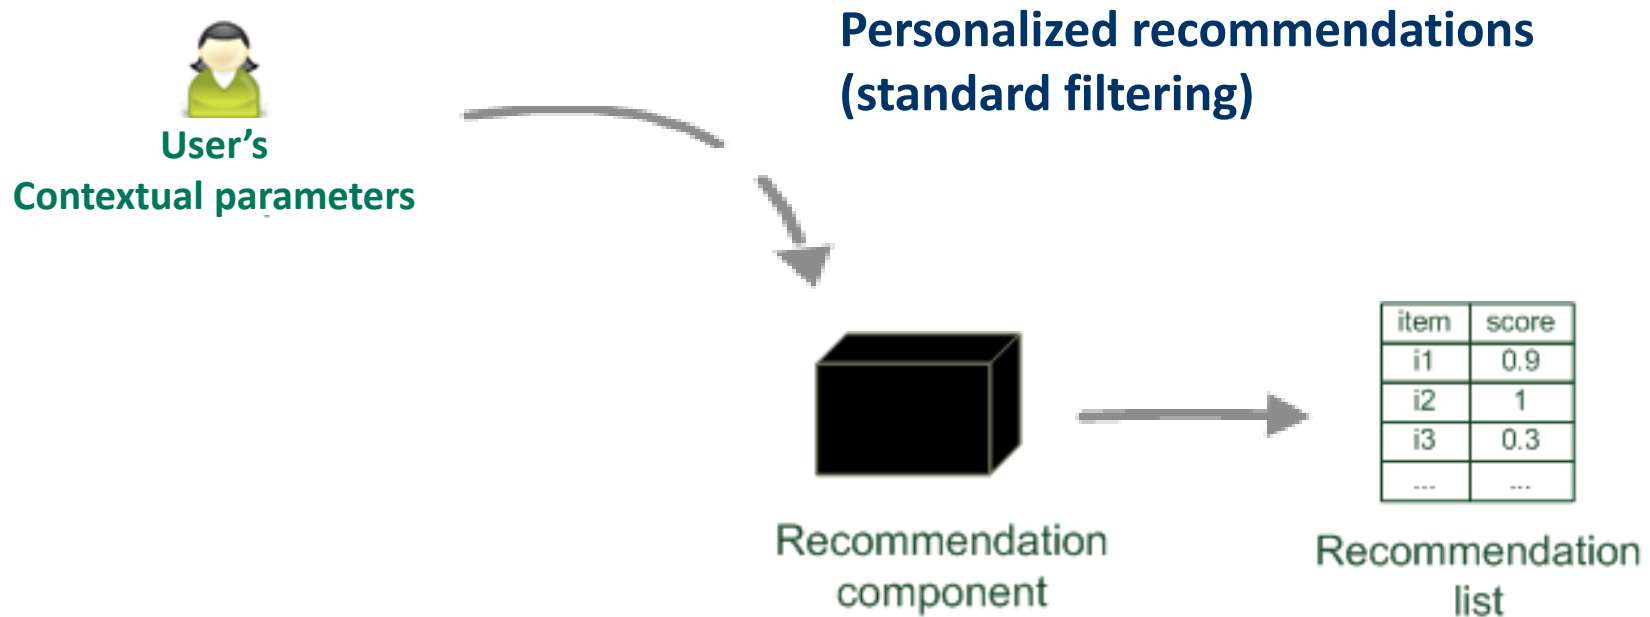 Personalized recommendations
(standard filtering)
User’s
Contextual parameters
item score
i1 0.9
i2 1
i3 0.3
... ...
Recommendation
component
Recommendation
list